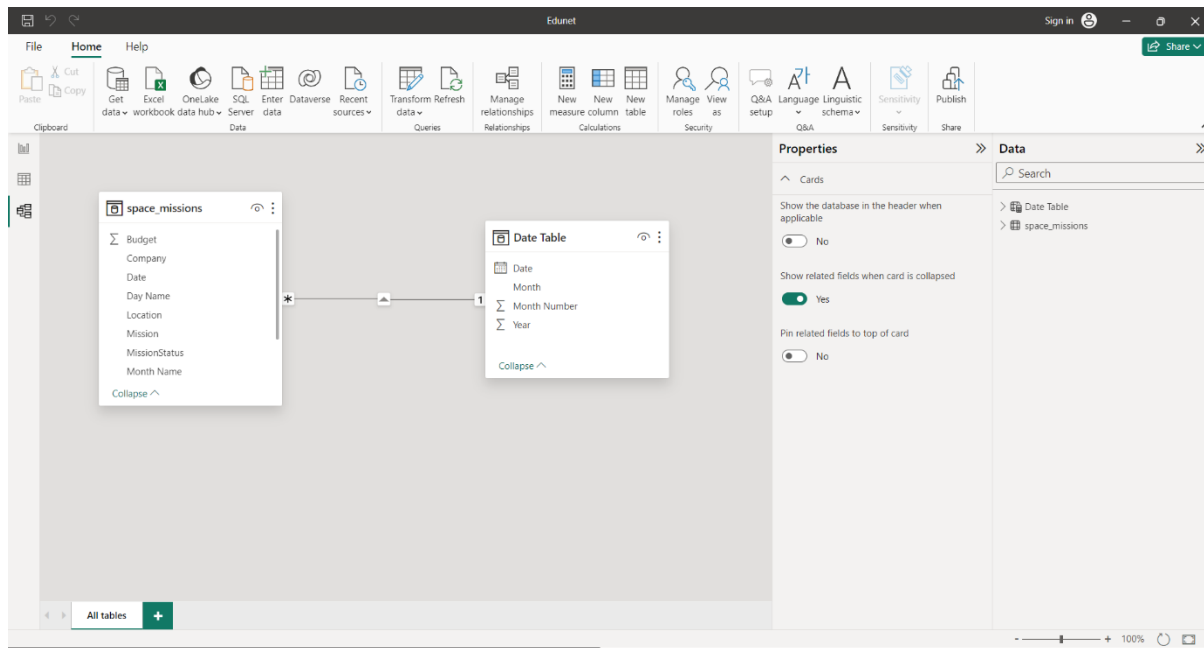 Edunet
Sign in
File Home Help
Share
Paste
Cut
Copy
Get data
Excel workbook
OneLake data hub
SQL Server
Enter data
Dataverse
Recent sources
Transform data
Refresh
Manage relationships
New measure
New column
New table
Manage roles
View as
Q&A setup
Language
Linguistic schema
Sensitivity
Publish
Clipboard
Data
Queries
Relationships
Calculations
Security
Q&A
Sensitivity
Share
space_missions
Budget
Company
Date
Day Name
Location
Mission
MissionStatus
Month Name
Collapse
*
1
Date Table
Date
Month
Month Number
Year
Collapse
Properties
Cards
Show the database in the header when
applicable
No
Show related fields when card is collapsed
Yes
Pin related fields to top of card
No
Data
Search
Date Table
space_missions
All tables
+
- + 100%